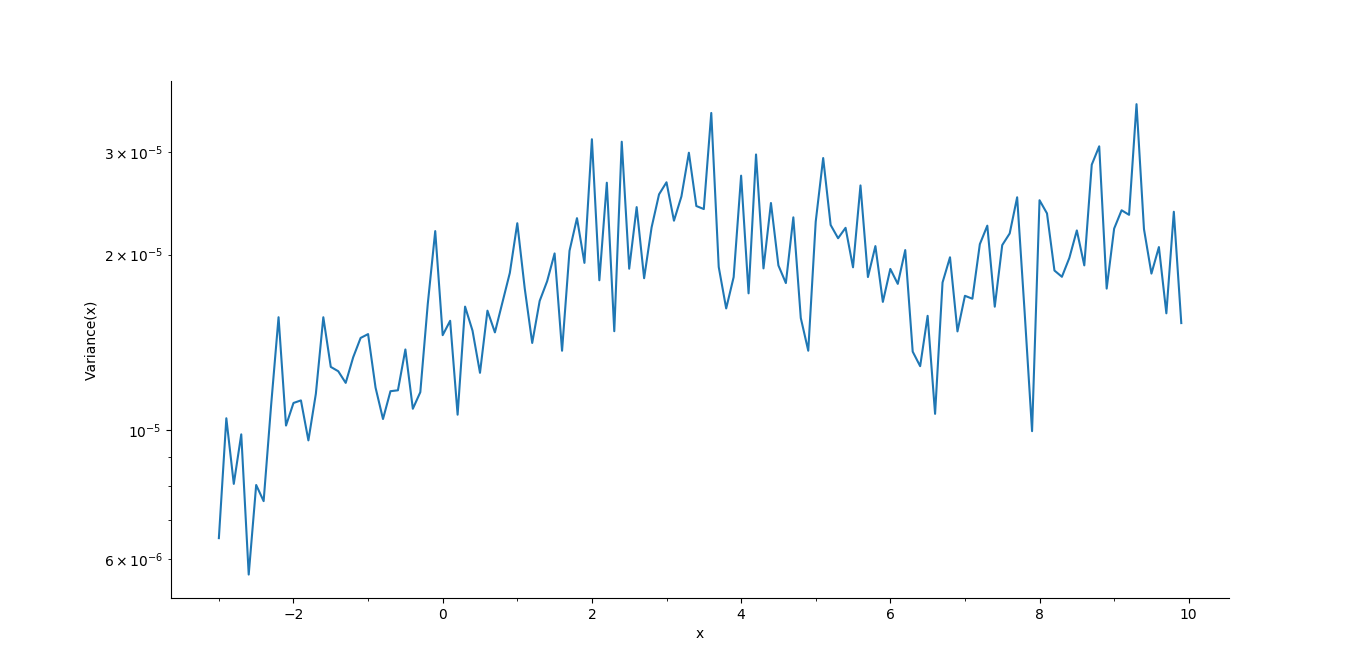 3 × 10⁻⁵
2 × 10⁻⁵
Variance(x)
10⁻⁵
6 × 10⁻⁶
−2 0 2 4 6 8 10
x